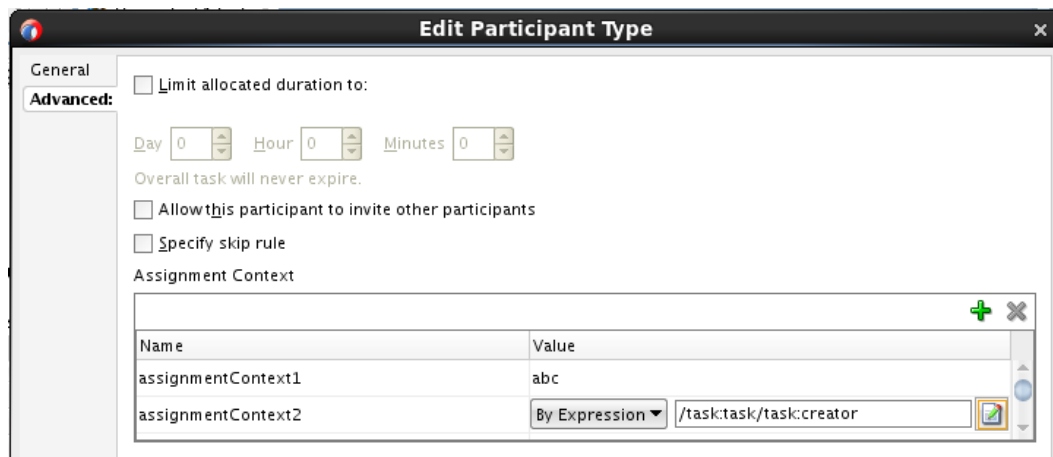 Edit Participant Type
General
Advanced:
Limit allocated duration to:
Day 0 Hour 0 Minutes 0
Overall task will never expire.
Allow this participant to invite other participants
Specify skip rule
Assignment Context
Name Value
assignmentContext1 abc
assignmentContext2 By Expression /task:task/task:creator